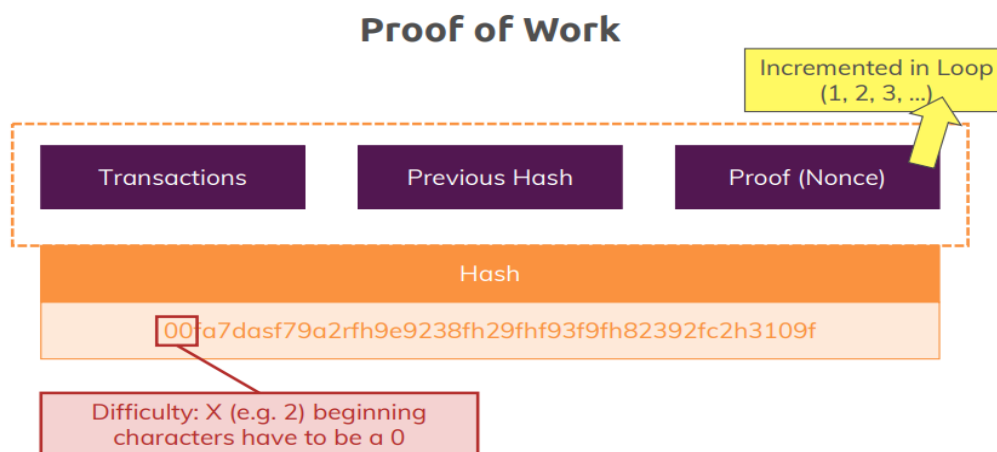 Proof of Work
Incremented in Loop
(1, 2, 3, ...)
Transactions
Previous Hash
Proof (Nonce)
Hash
00fa7dasf79a2rfh9e9238fh29fhf93f9fh82392fc2h3109f
Difficulty: X (e.g. 2) beginning
characters have to be a 0